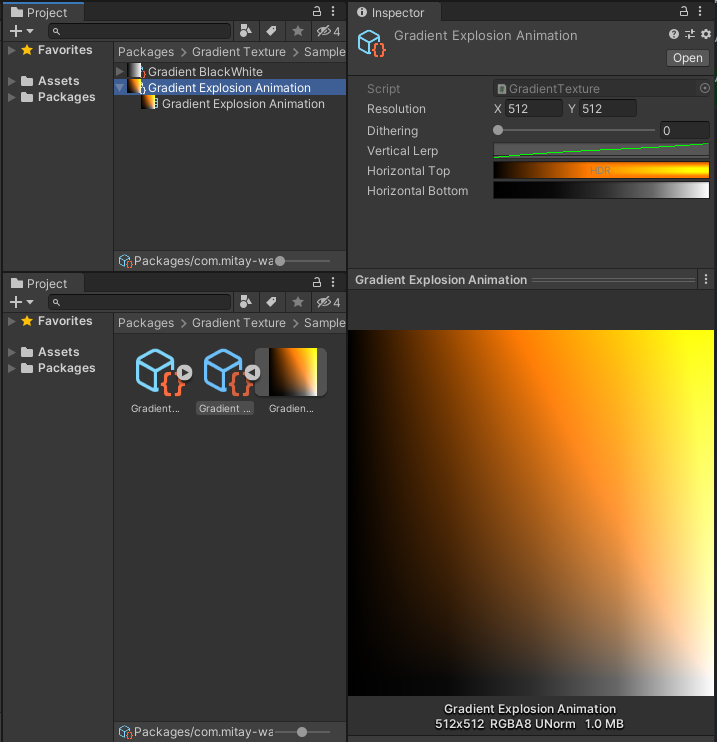 Project
4
Favorites
Assets
Packages
Packages > Gradient Texture > Sample
Gradient BlackWhite
Gradient Explosion Animation
Gradient Explosion Animation
Packages/com.mitay-wa
Project
4
Favorites
Assets
Packages
Packages > Gradient Texture > Sample
Gradient...
Gradient ...
Gradien...
Packages/com.mitay-wa
Inspector
Gradient Explosion Animation
Open
Script GradientTexture
Resolution X 512 Y 512
Dithering 0
Vertical Lerp
Horizontal Top HDR
Horizontal Bottom
Gradient Explosion Animation
Gradient Explosion Animation
512x512 RGBA8 UNorm 1.0 MB